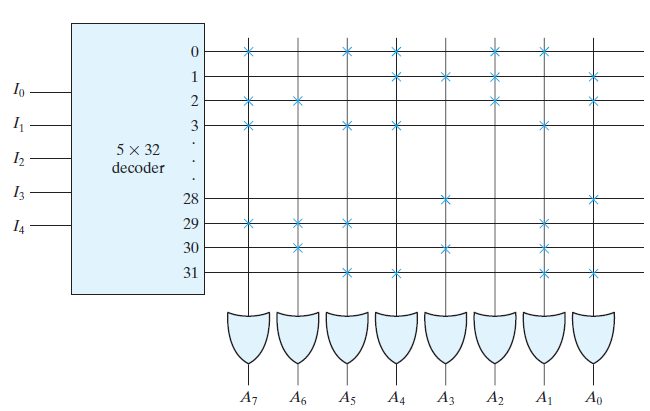 0
1
I₀
2
I₁
3
5 × 32
decoder
.
.
.
I₂
I₃
28
I₄
29
30
31
A₇ A₆ A₅ A₄ A₃ A₂ A₁ A₀